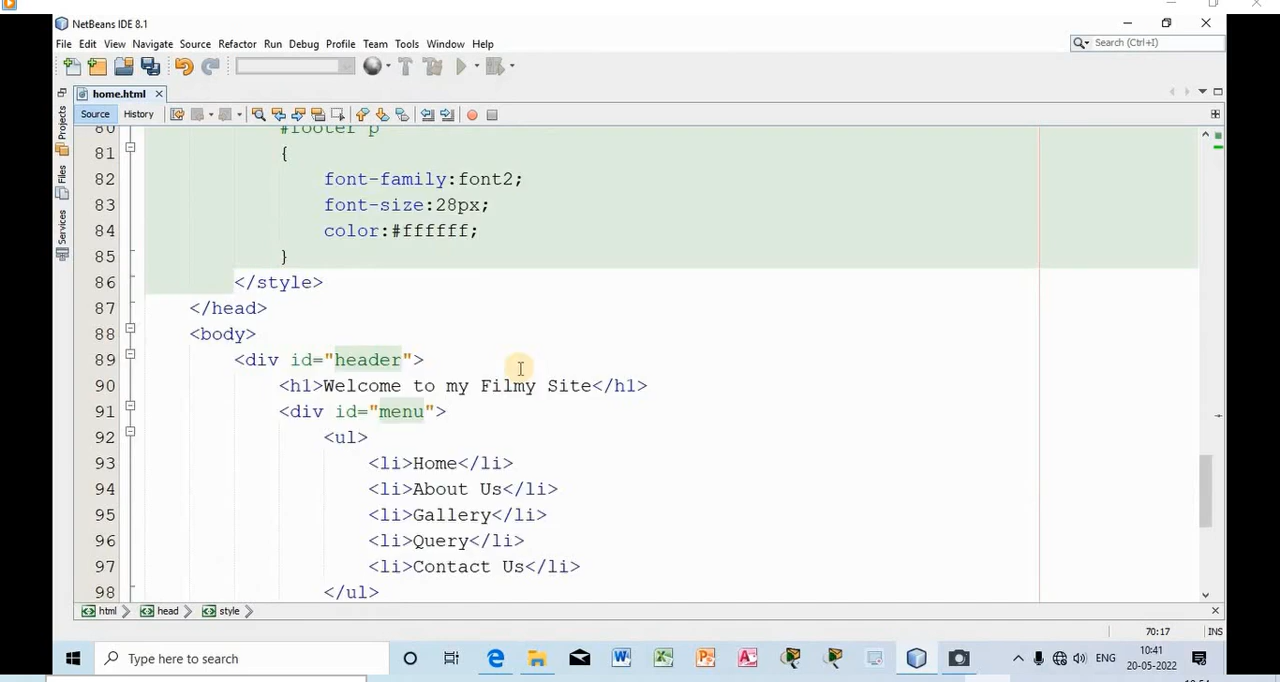 NetBeans IDE 8.1
File Edit View Navigate Source Refactor Run Debug Profile Team Tools Window Help
Search (Ctrl+I)
home.html
Source History
Projects
Files
Services
80 #footer p
81 {
82 font-family:font2;
83 font-size:28px;
84 color:#ffffff;
85 }
86 </style>
87 </head>
88 <body>
89 <div id="header">
90 <h1>Welcome to my Filmy Site</h1>
91 <div id="menu">
92 <ul>
93 <li>Home</li>
94 <li>About Us</li>
95 <li>Gallery</li>
96 <li>Query</li>
97 <li>Contact Us</li>
98 </ul>
html head style
70:17 INS
Type here to search
ENG
10:41
20-05-2022